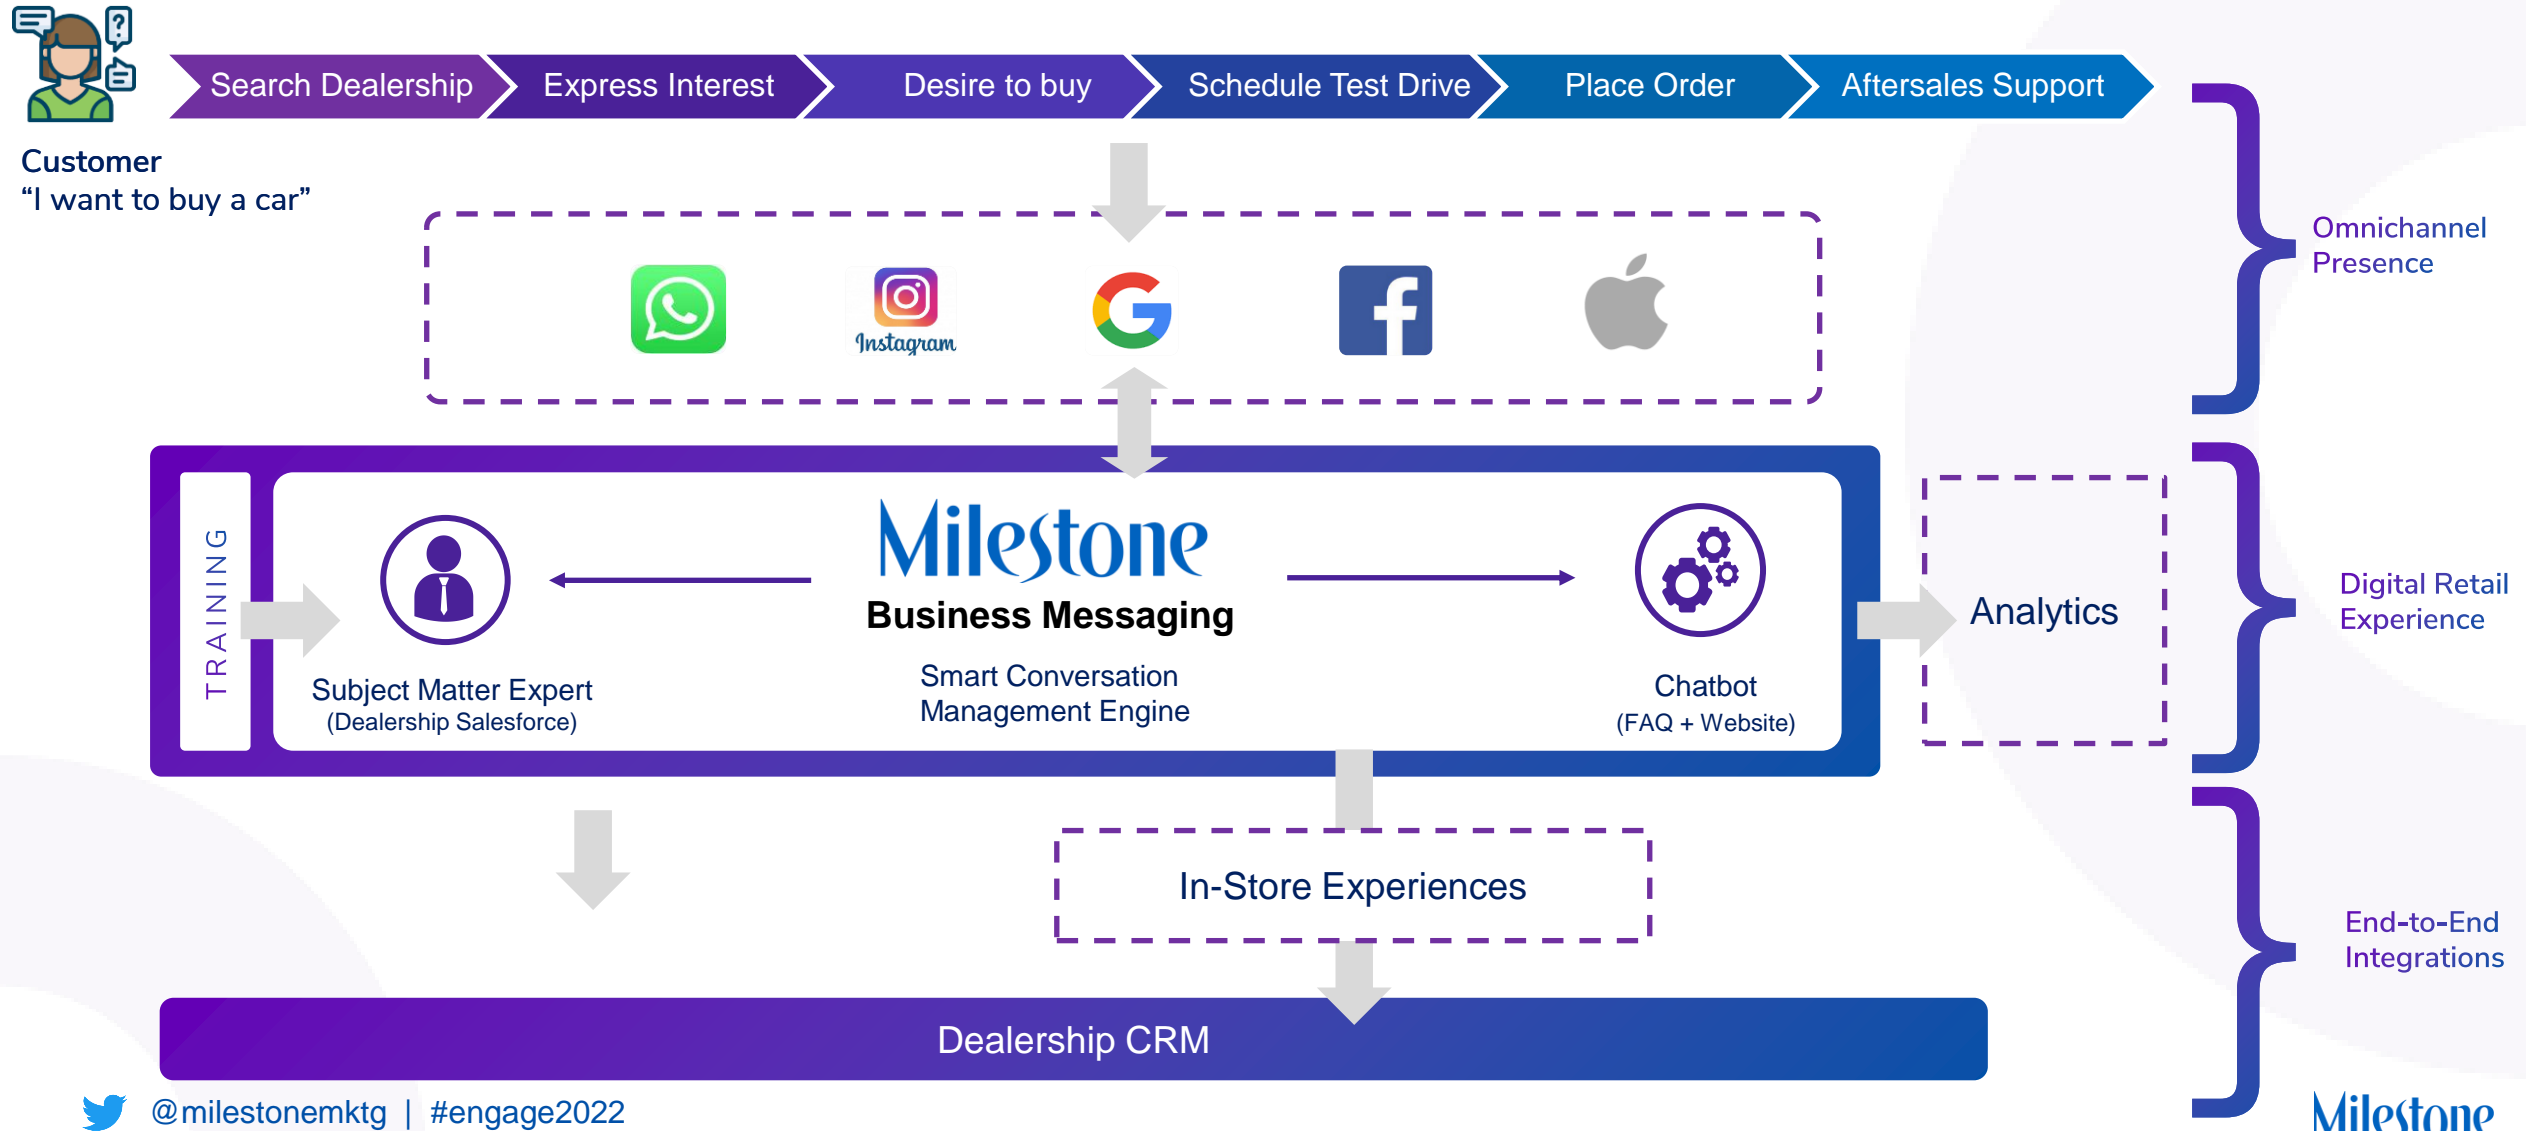 ?
Search Dealership
Express Interest
Desire to buy
Schedule Test Drive
Place Order
Aftersales Support
Customer
“I want to buy a car”
Instagram
Omnichannel
Presence
TRAINING
Subject Matter Expert
(Dealership Salesforce)
Milestone
Business Messaging
Smart Conversation
Management Engine
Chatbot
(FAQ + Website)
Analytics
Digital Retail
Experience
In-Store Experiences
End-to-End
Integrations
Dealership CRM
@milestonemktg | #engage2022
Milestone